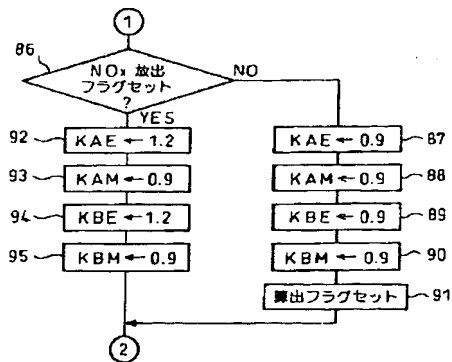 1
86
NOx 放出
フラグセット
?
NO
YES
92
KAE ← 1.2
KAE ← 0.9
87
93
KAM ← 0.9
KAM ← 0.9
88
94
KBE ← 1.2
KBE ← 0.9
89
95
KBM ← 0.9
KBM ← 0.9
90
算出フラグセット
91
2